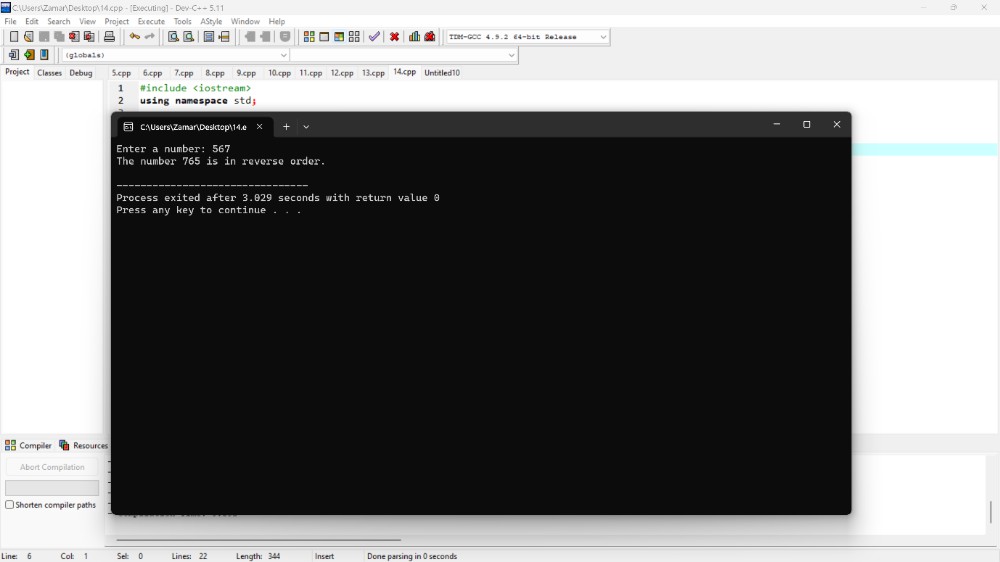 C:\Users\Zamar\Desktop\14.cpp - [Executing] - Dev-C++ 5.11
File Edit Search View Project Execute Tools AStyle Window Help
TDM-GCC 4.9.2 64-bit Release
(globals)
Project Classes Debug 5.cpp 6.cpp 7.cpp 8.cpp 9.cpp 10.cpp 11.cpp 12.cpp 13.cpp 14.cpp Untitled10
1 #include <iostream>
2 using namespace std;
C:\Users\Zamar\Desktop\14.e
Enter a number: 567
The number 765 is in reverse order.
--------------------------------
Process exited after 3.029 seconds with return value 0
Press any key to continue . . .
Compiler Resources
Abort Compilation
Shorten compiler paths
Line: 6 Col: 1 Sel: 0 Lines: 22 Length: 344 Insert Done parsing in 0 seconds